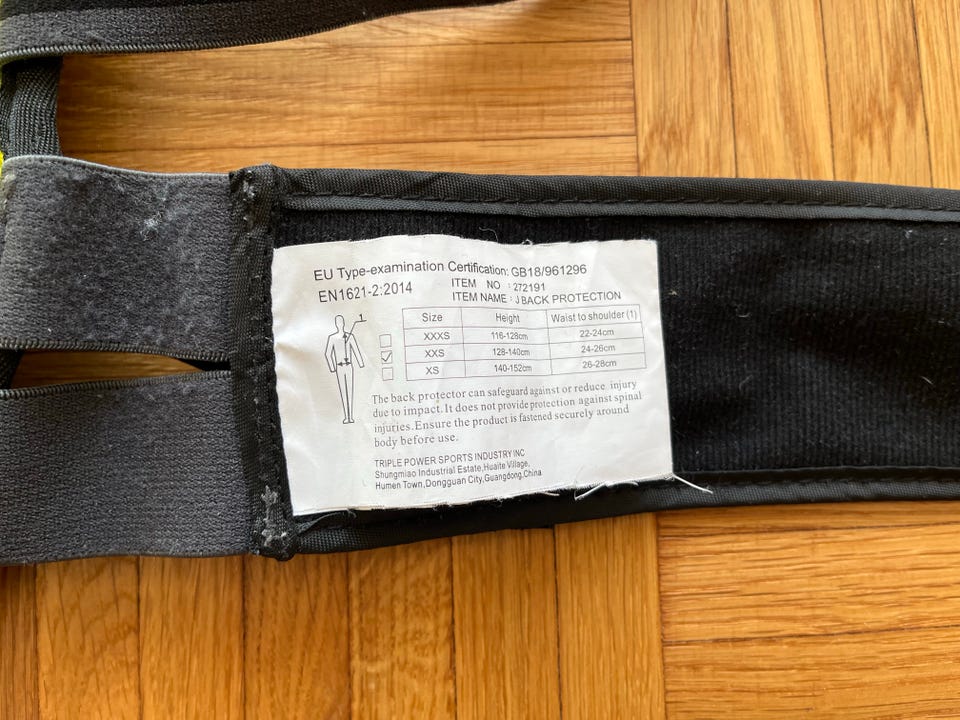 EU Type-examination Certification: GB18/961296
EN1621-2:2014
ITEM NO : 272191
ITEM NAME : J BACK PROTECTION
1
Size Height Waist to shoulder (1)
XXXS 116-128cm 22-24cm
XXS 128-140cm 24-26cm
XS 140-152cm 26-28cm
The back protector can safeguard against or reduce injury
due to impact. It does not provide protection against spinal
injuries. Ensure the product is fastened securely around
body before use.
TRIPLE POWER SPORTS INDUSTRY INC
Shungmiao Industrial Estate, Huaite Village,
Humen Town, Dongguan City, Guangdong, China